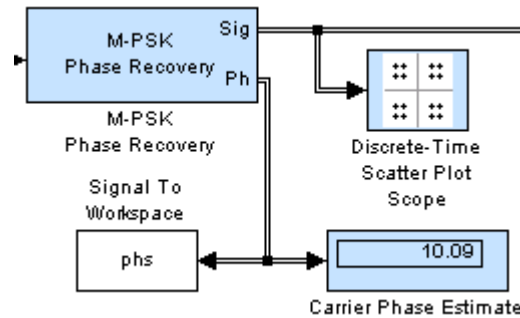 M-PSK
Phase Recovery
Sig
Ph
M-PSK
Phase Recovery
Discrete-Time
Scatter Plot
Scope
Signal To
Workspace
phs
10.09
Carrier Phase Estimate